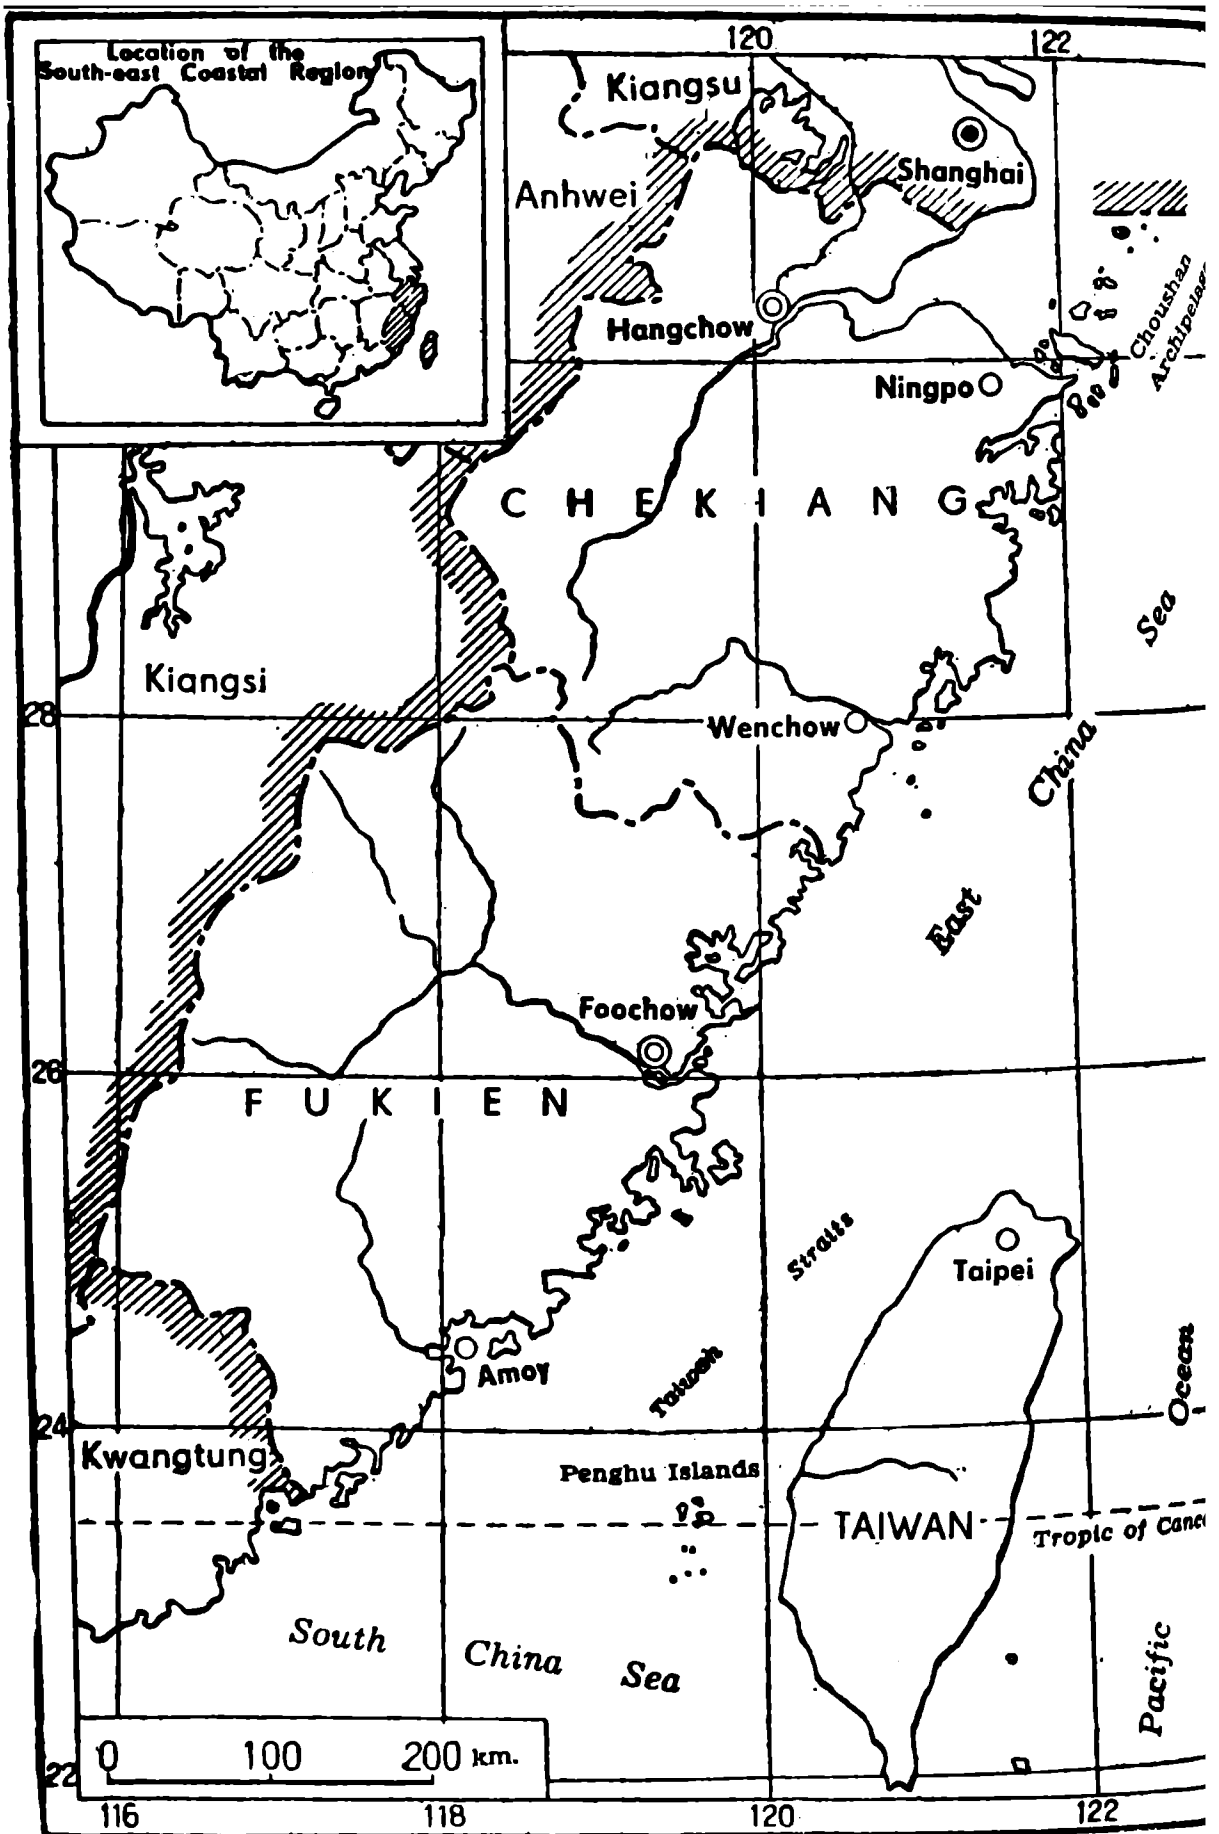 Location of the
South-east Coastal Region
120
122
Kiangsu
Shanghai
Anhwei
Choushan
Archipelago
Hangchow
Ningpo
CHEKIANG
Sea
Kiangsi
28
Wenchow
China
East
Foochow
26
FUKIEN
Straits
Taipei
Amoy
Taiwan
Ocean
24
Kwangtung
Penghu Islands
TAIWAN
Tropic of Canc
South China Sea
Pacific
0 100 200 km.
22
116
118
120
122